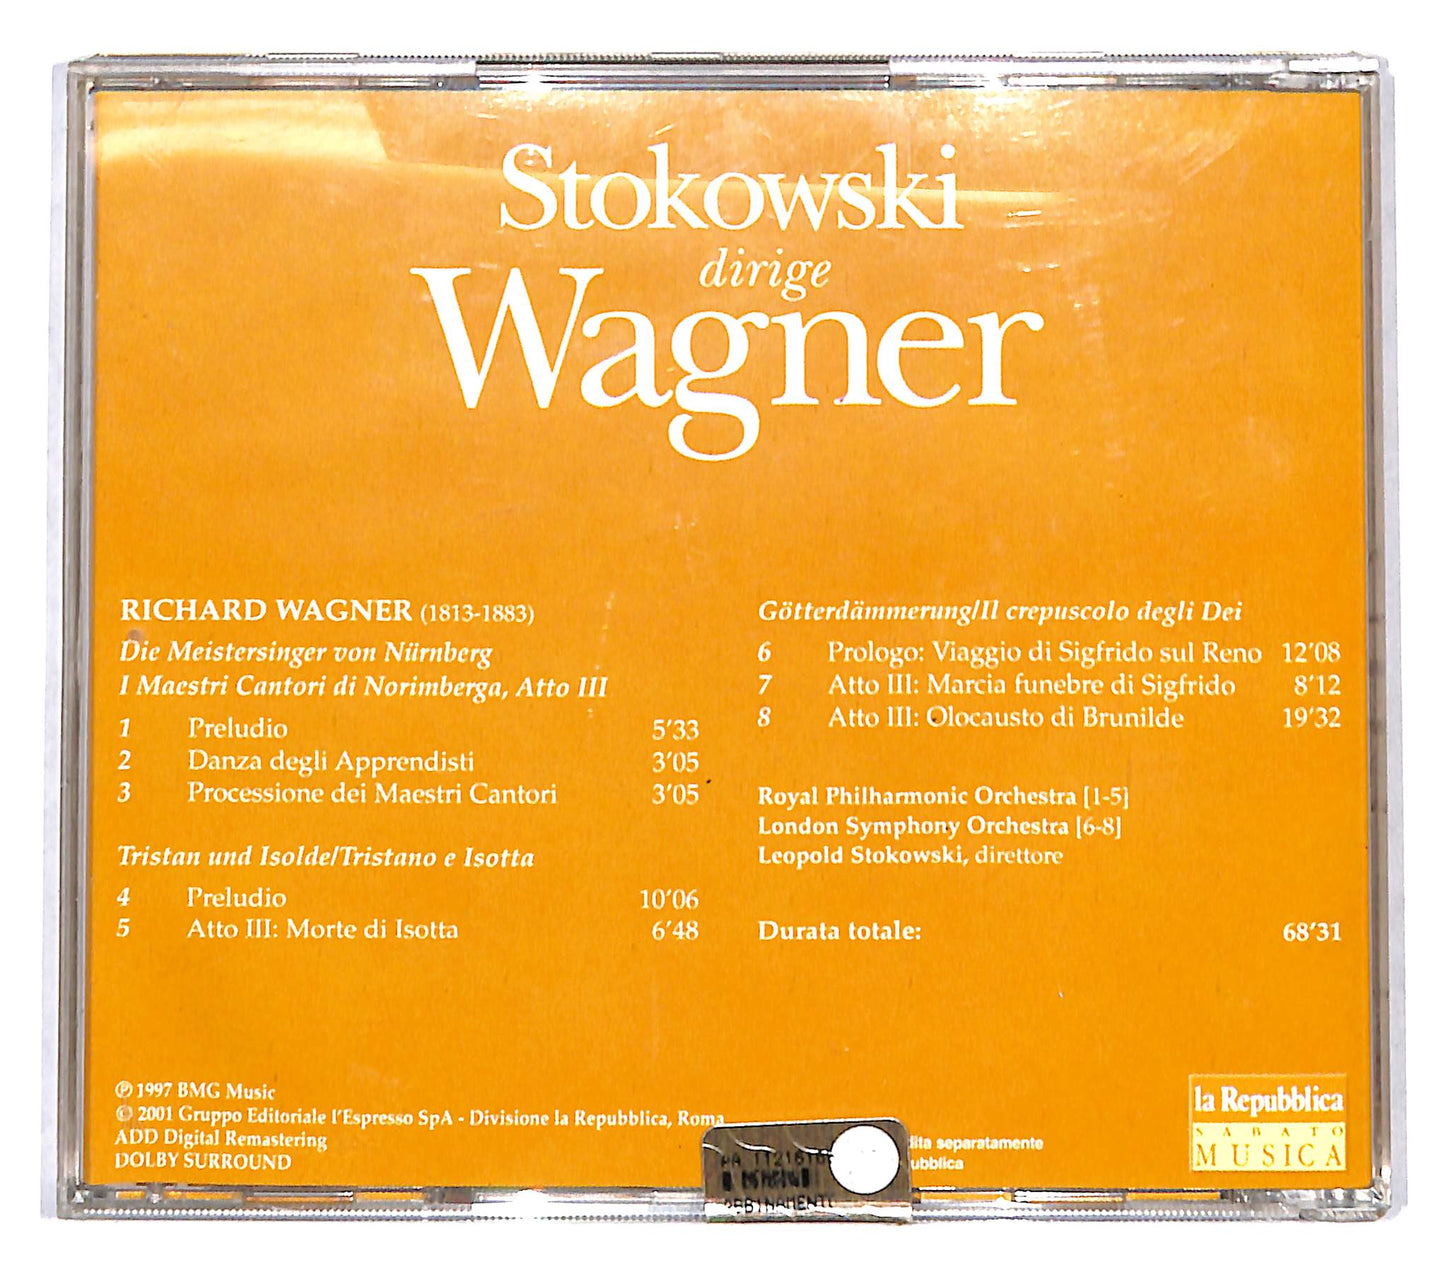 Stokowski
dirige
Wagner
RICHARD WAGNER (1813-1883)
Die Meistersinger von Nürnberg
I Maestri Cantori di Norimberga, Atto III
1 Preludio 5'33
2 Danza degli Apprendisti 3'05
3 Processione dei Maestri Cantori 3'05
Tristan und Isolde/Tristano e Isotta
4 Preludio 10'06
5 Atto III: Morte di Isotta 6'48
Götterdämmerung/Il crepuscolo degli Dei
6 Prologo: Viaggio di Sigfrido sul Reno 12'08
7 Atto III: Marcia funebre di Sigfrido 8'12
8 Atto III: Olocausto di Brunilde 19'32
Royal Philharmonic Orchestra [1-5]
London Symphony Orchestra [6-8]
Leopold Stokowski, direttore
Durata totale: 68'31
℗ 1997 BMG Music
© 2001 Gruppo Editoriale l'Espresso SpA - Divisione la Repubblica, Roma
ADD Digital Remastering
DOLBY SURROUND
separatamente
la Repubblica
SABATO
MUSICA